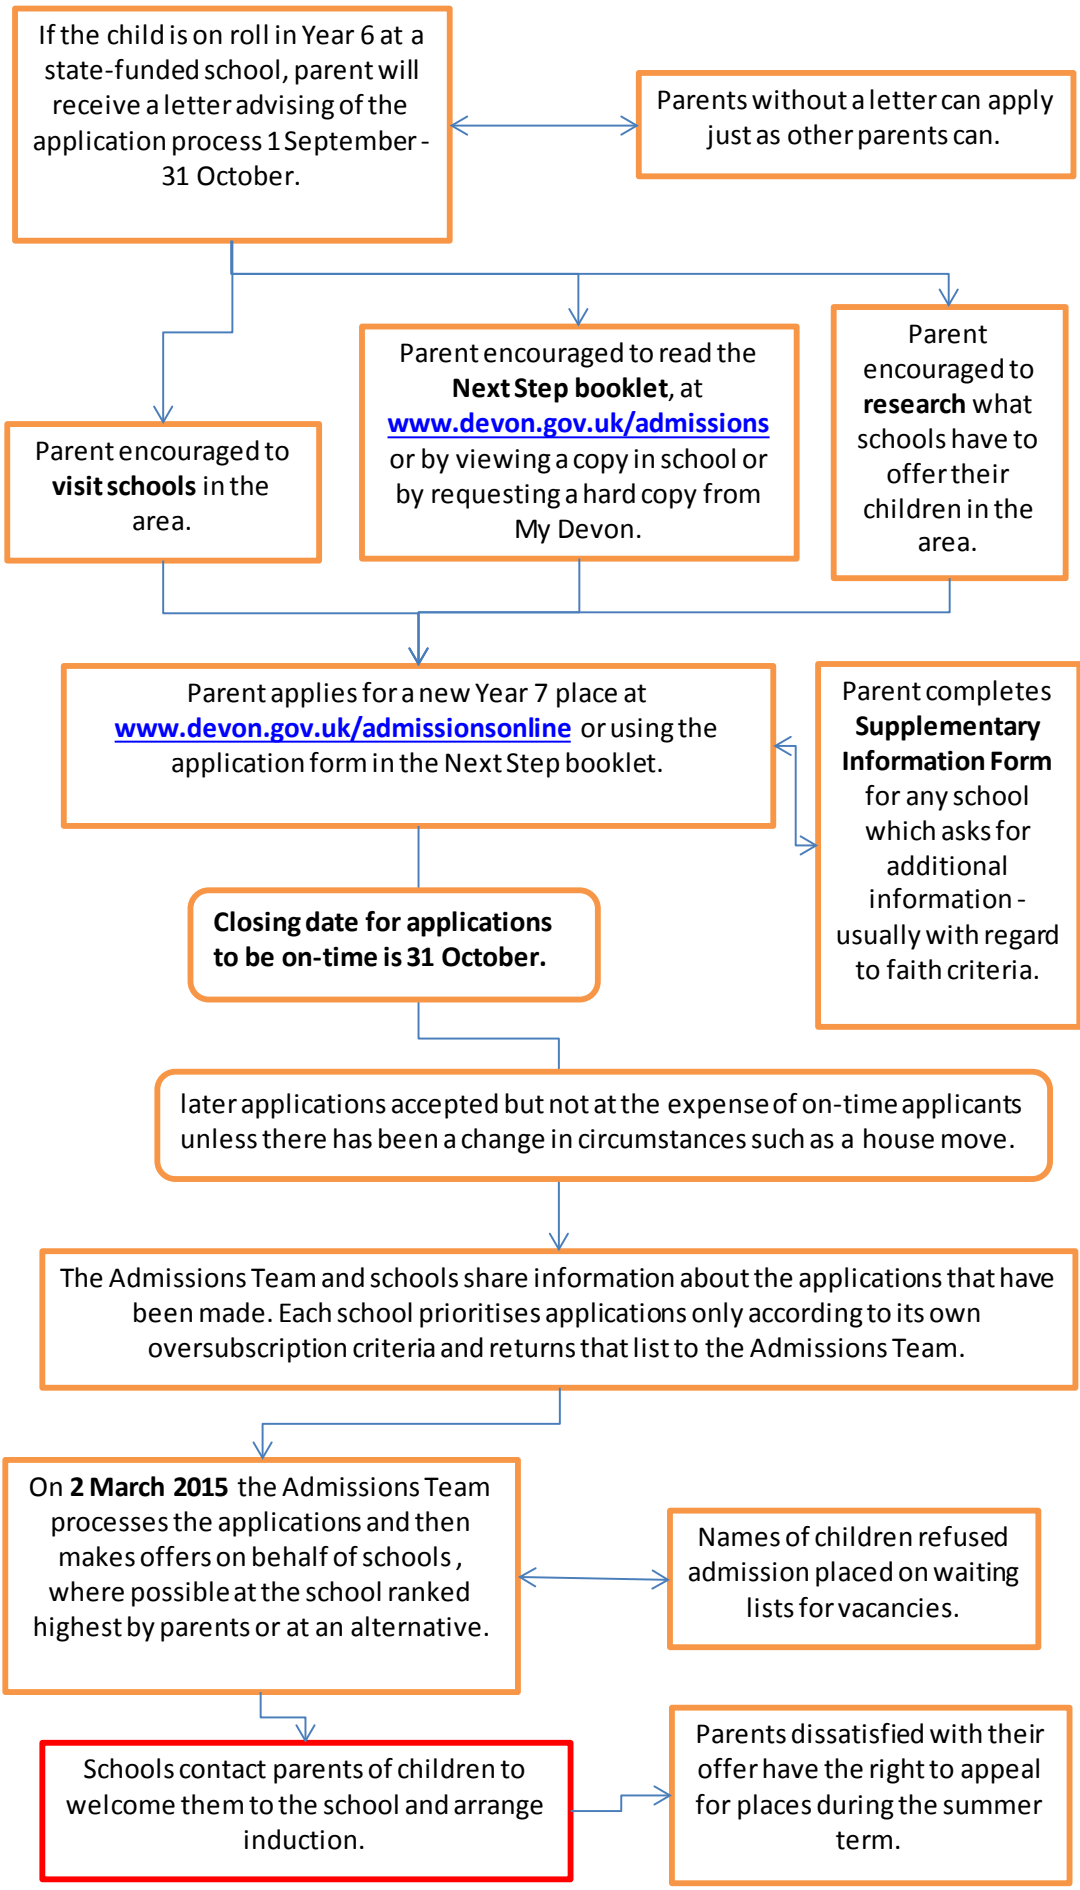 If the child is on roll in Year 6 at a
state-funded school, parent will
receive a letter advising of the
application process 1 September -
31 October.
Parents without a letter can apply
just as other parents can.
Parent encouraged to
visit schools in the
area.
Parent encouraged to read the
Next Step booklet, at
www.devon.gov.uk/admissions
or by viewing a copy in school or
by requesting a hard copy from
My Devon.
Parent
encouraged to
research what
schools have to
offer their
children in the
area.
Parent applies for a new Year 7 place at
www.devon.gov.uk/admissionsonline or using the
application form in the Next Step booklet.
Parent completes
Supplementary
Information Form
for any school
which asks for
additional
information -
usually with regard
to faith criteria.
Closing date for applications
to be on-time is 31 October.
later applications accepted but not at the expense of on-time applicants
unless there has been a change in circumstances such as a house move.
The Admissions Team and schools share information about the applications that have
been made. Each school prioritises applications only according to its own
oversubscription criteria and returns that list to the Admissions Team.
On 2 March 2015 the Admissions Team
processes the applications and then
makes offers on behalf of schools ,
where possible at the school ranked
highest by parents or at an alternative.
Names of children refused
admission placed on waiting
lists for vacancies.
Schools contact parents of children to
welcome them to the school and arrange
induction.
Parents dissatisfied with their
offer have the right to appeal
for places during the summer
term.